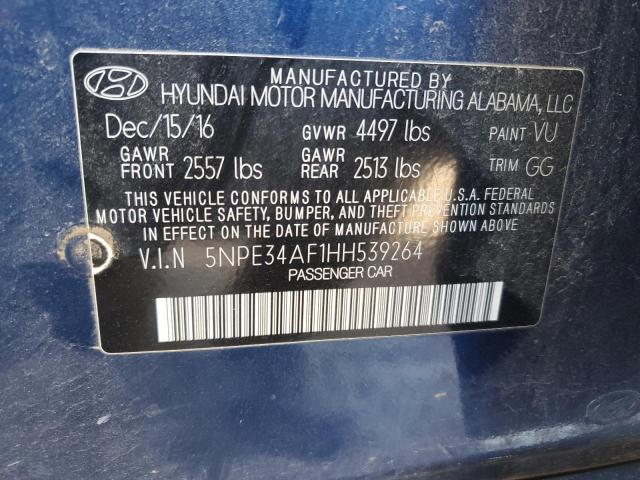 MANUFACTURED BY
HYUNDAI MOTOR MANUFACTURING ALABAMA, LLC
Dec/15/16 GVWR 4497 lbs PAINT VU
GAWR FRONT 2557 lbs GAWR REAR 2513 lbs TRIM GG
THIS VEHICLE CONFORMS TO ALL APPLICABLE U.S.A. FEDERAL
MOTOR VEHICLE SAFETY, BUMPER, AND THEFT PREVENTION STANDARDS
IN EFFECT ON THE DATE OF MANUFACTURE SHOWN ABOVE
V.I.N 5NPE34AF1HH539264
PASSENGER CAR